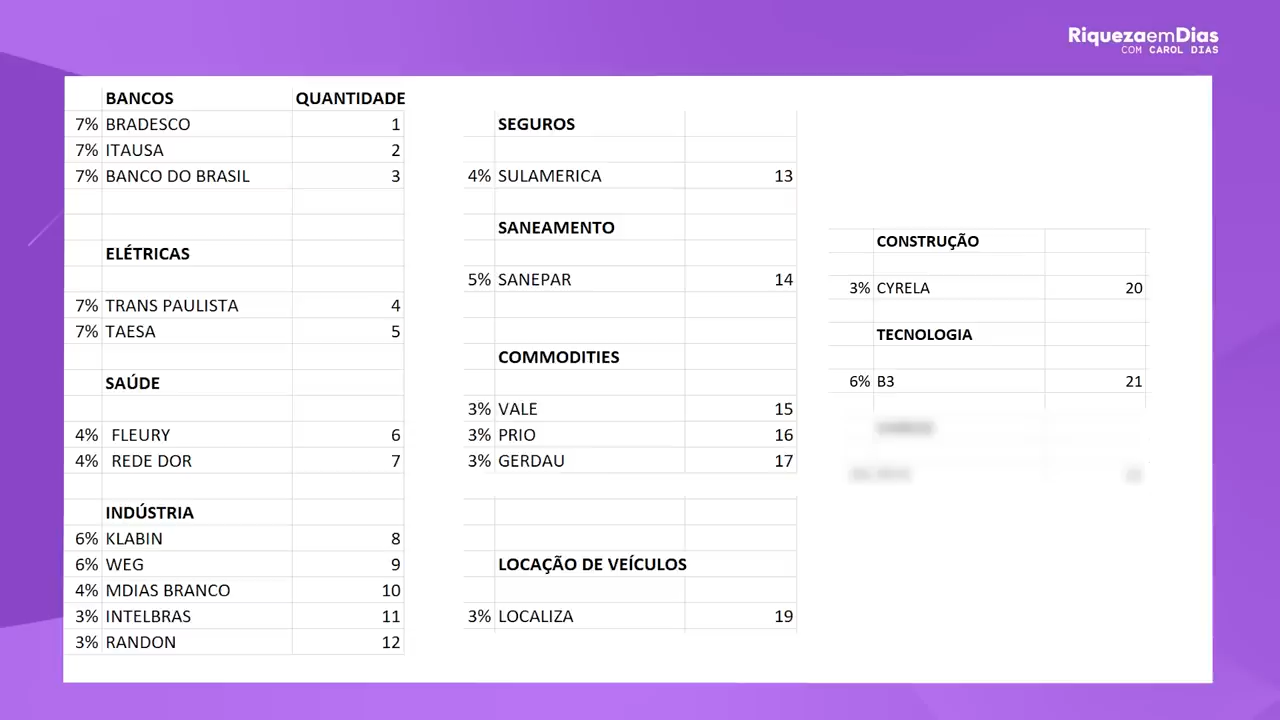 RiquezaemDias
COM CAROL DIAS
BANCOS QUANTIDADE
7% BRADESCO 1
7% ITAUSA 2
7% BANCO DO BRASIL 3
ELÉTRICAS
7% TRANS PAULISTA 4
7% TAESA 5
SAÚDE
4% FLEURY 6
4% REDE DOR 7
INDÚSTRIA
6% KLABIN 8
6% WEG 9
4% MDIAS BRANCO 10
3% INTELBRAS 11
3% RANDON 12
SEGUROS
4% SULAMERICA 13
SANEAMENTO
5% SANEPAR 14
COMMODITIES
3% VALE 15
3% PRIO 16
3% GERDAU 17
LOCAÇÃO DE VEÍCULOS
3% LOCALIZA 19
CONSTRUÇÃO
3% CYRELA 20
TECNOLOGIA
6% B3 21